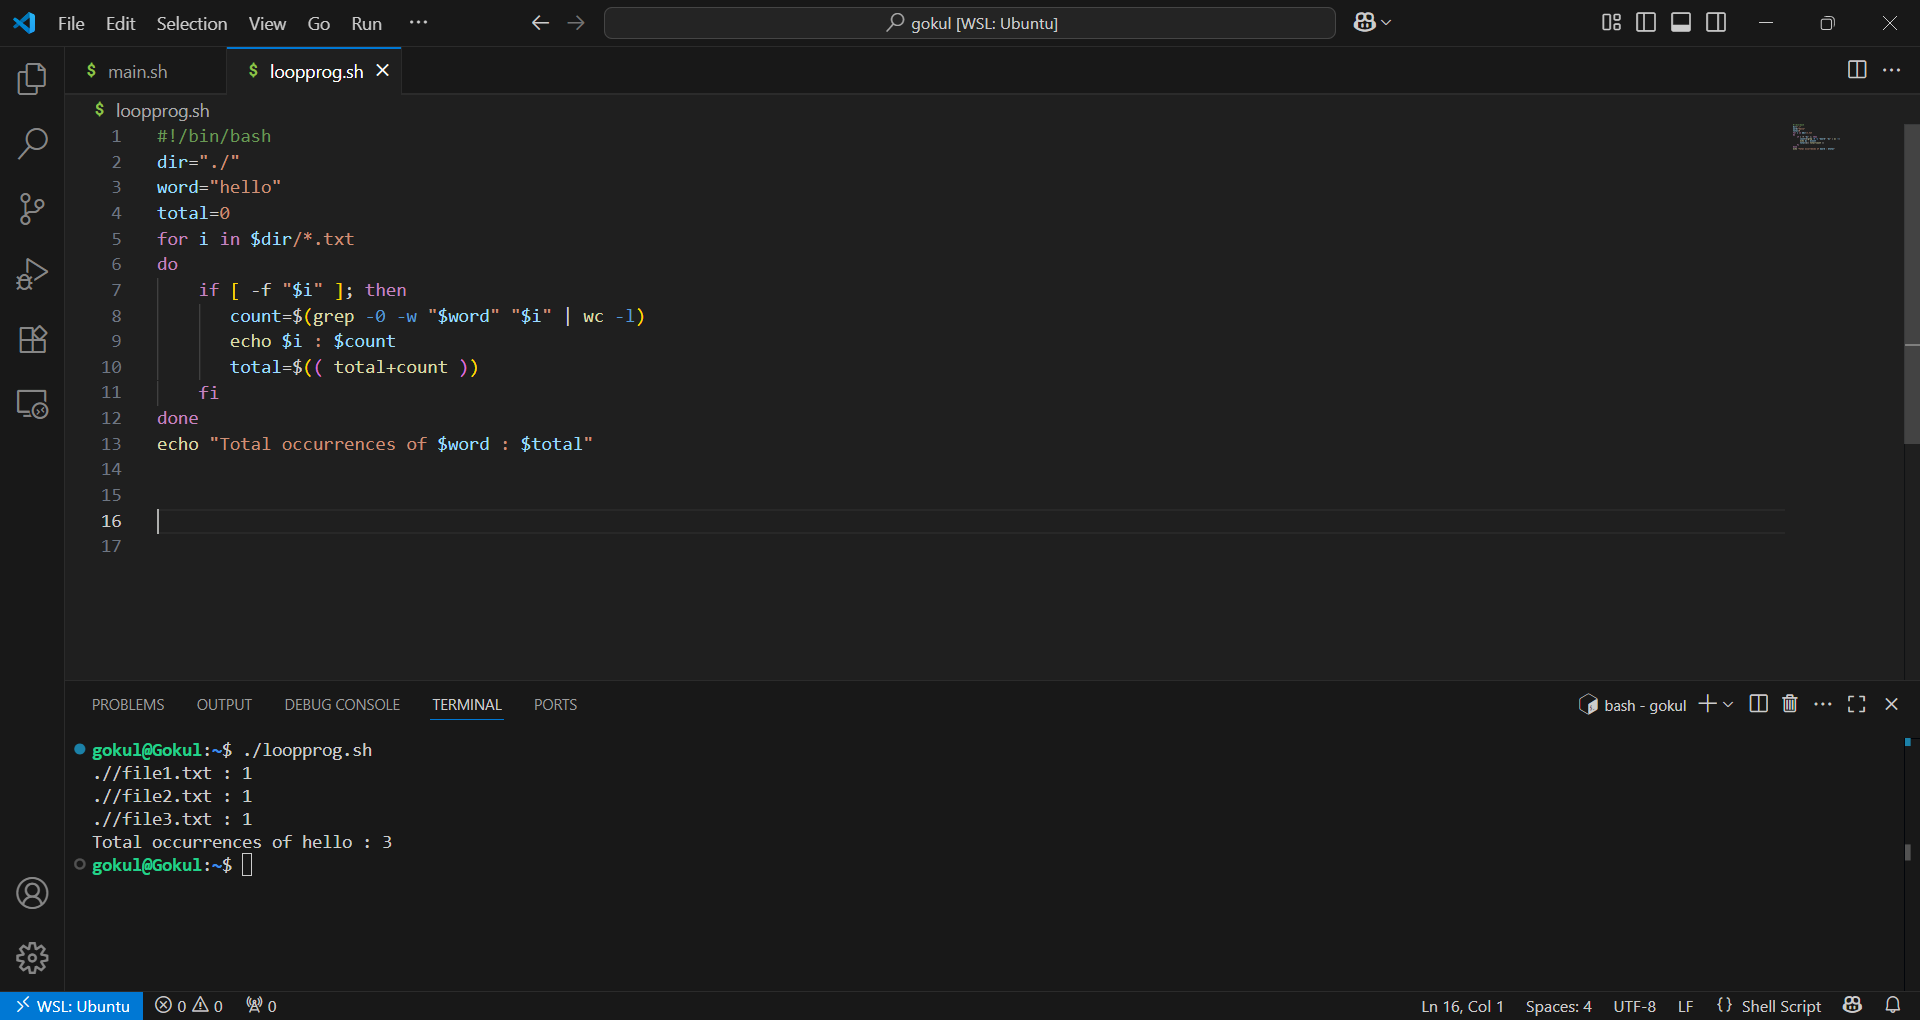 File Edit Selection View Go Run ···
gokul [WSL: Ubuntu]
$ main.sh
$ loopprog.sh
$ loopprog.sh
1 #!/bin/bash
2 dir="./"
3 word="hello"
4 total=0
5 for i in $dir/*.txt
6 do
7 if [ -f "$i" ]; then
8 count=$(grep -0 -w "$word" "$i" | wc -l)
9 echo $i : $count
10 total=$(( total+count ))
11 fi
12 done
13 echo "Total occurrences of $word : $total"
14
15
16
17
PROBLEMS OUTPUT DEBUG CONSOLE TERMINAL PORTS
bash - gokul
gokul@Gokul:~$ ./loopprog.sh
.//file1.txt : 1
.//file2.txt : 1
.//file3.txt : 1
Total occurrences of hello : 3
gokul@Gokul:~$
WSL: Ubuntu 0 0 0 Ln 16, Col 1 Spaces: 4 UTF-8 LF {} Shell Script